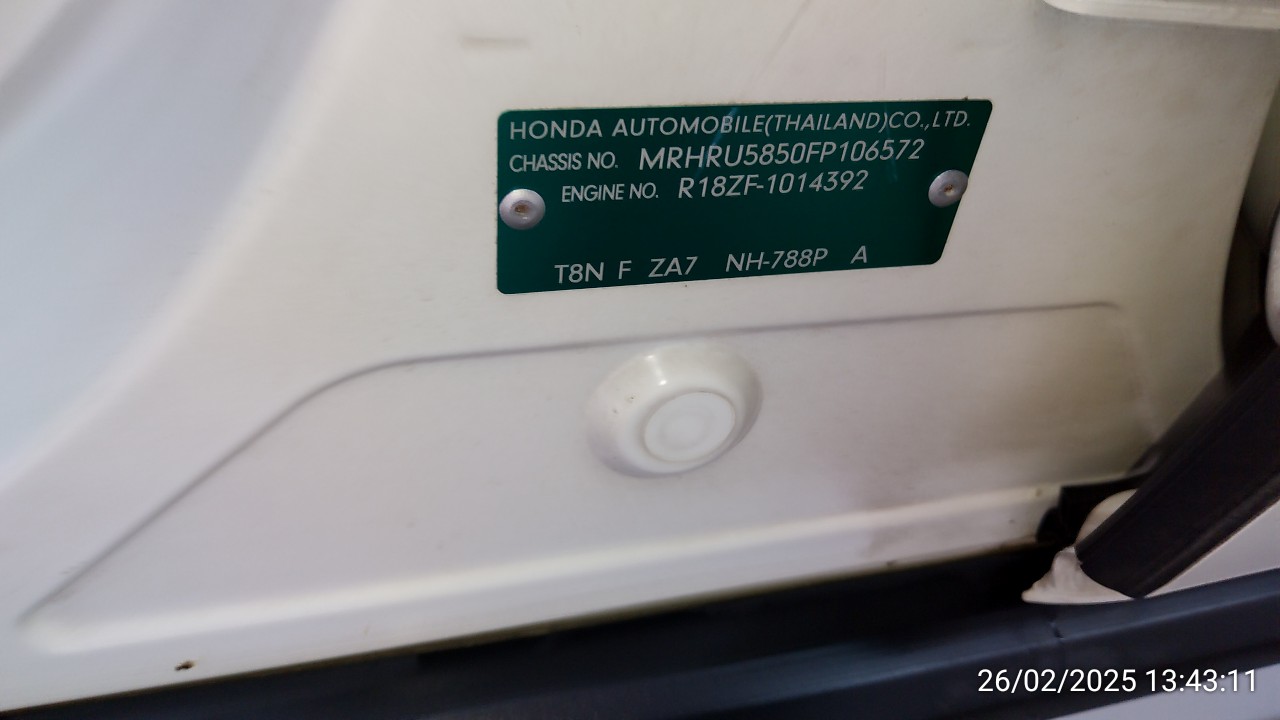 HONDA AUTOMOBILE(THAILAND)CO.,LTD.
CHASSIS NO. MRHRU5850FP106572
ENGINE NO. R18ZF-1014392
T8N F ZA7 NH-788P A
26/02/2025 13:43:11